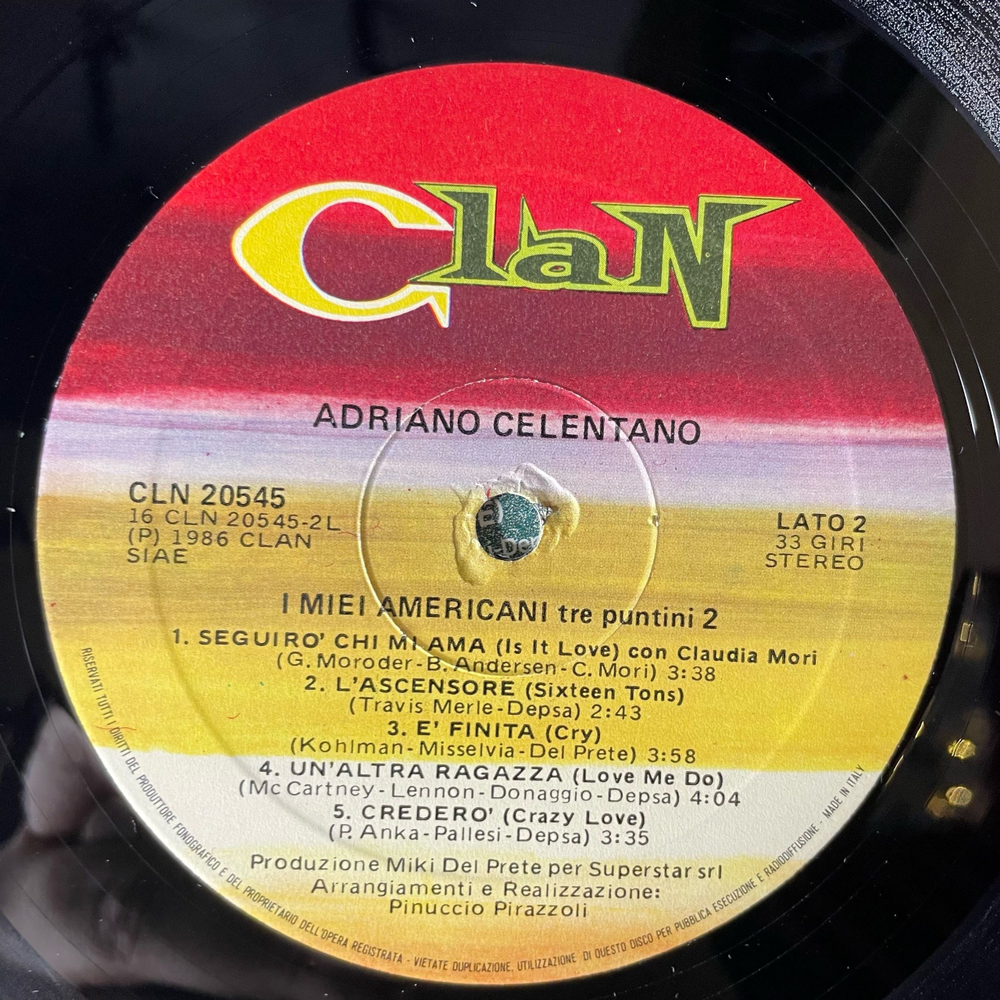 Clan
ADRIANO CELENTANO
CLN 20545
16 CLN 20545-2L
(P) 1986 CLAN
SIAE
LATO 2
33 GIRI
STEREO
I MIEI AMERICANI tre puntini 2
1. SEGUIRO' CHI MI AMA (Is It Love) con Claudia Mori
(G. Moroder-B. Andersen-C. Mori) 3:38
2. L'ASCENSORE (Sixteen Tons)
(Travis Merle-Depsa) 2:43
3. E' FINITA (Cry)
(Kohlman-Misselvia-Del Prete) 3:58
4. UN'ALTRA RAGAZZA (Love Me Do)
(Mc Cartney-Lennon-Donaggio-Depsa) 4:04
5. CREDERO' (Crazy Love)
(P. Anka-Pallesi-Depsa) 3:35
Produzione Miki Del Prete per Superstar srl
Arrangiamenti e Realizzazione:
Pinuccio Pirazzoli
RISERVATI TUTTI I DIRITTI DEL PRODUTTORE FONOGRAFICO E DEL PROPRIETARIO DELL'OPERA REGISTRATA - VIETATE DUPLICAZIONE, UTILIZZAZIONE DI QUESTO DISCO PER PUBBLICA ESECUZIONE E RADIODIFFUSIONE - MADE IN ITALY